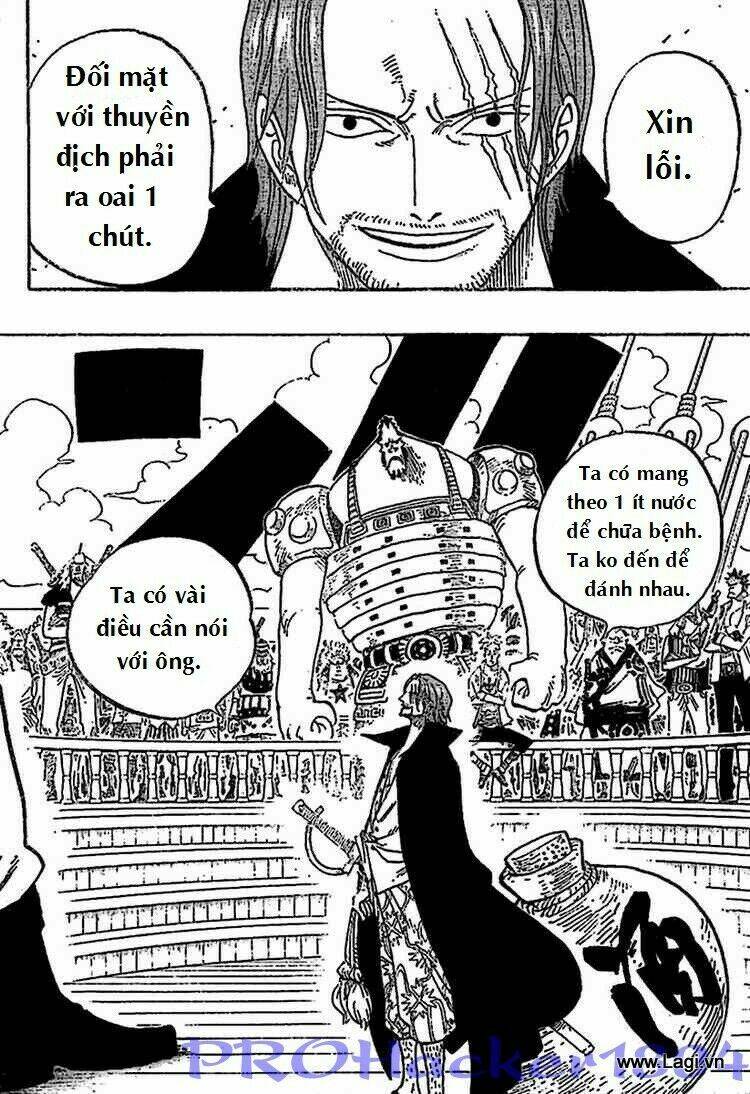 Xin
lỗi.
Đối mặt
với thuyền
địch phải
ra oai 1
chút.
Ta có mang
theo 1 ít nước
để chữa bệnh.
Ta ko đến để
đánh nhau.
Ta có vài
điều cần nói
với ông.
酒
PROHacker1894
www.Lagi.vn